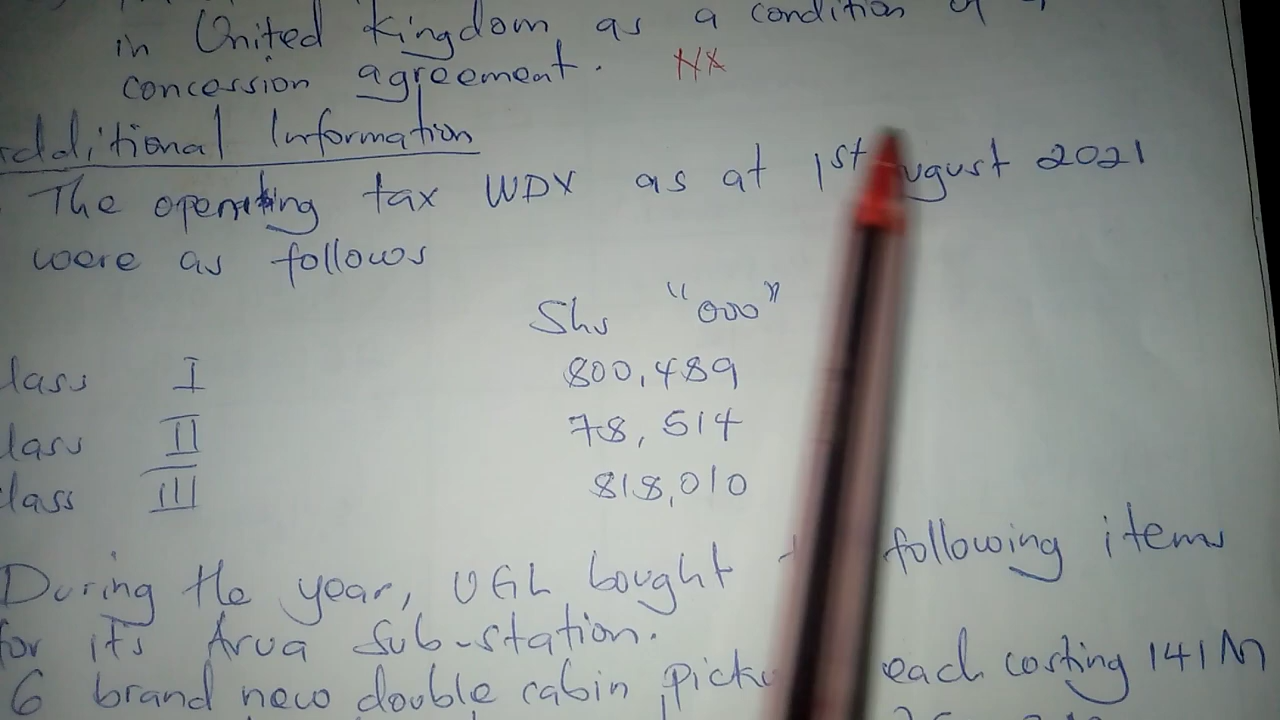 in United Kingdom as a condition of
concession agreement. NX
dditional Information
The operating tax WDV as at 1st ugust 2021
were as follows
Shs "000"
lass I 800,489
lass II 78,514
lass III 818,010
During the year, UGL bought following items
for its Arua Sub-station.
6 brand new double cabin pick each costing 141M